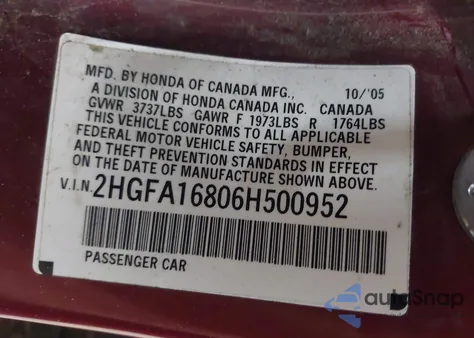 MFD. BY HONDA OF CANADA MFG., 10/'05
A DIVISION OF HONDA CANADA INC. CANADA
GVWR 3737LBS GAWR F 1973LBS R 1764LBS
THIS VEHICLE CONFORMS TO ALL APPLICABLE
FEDERAL MOTOR VEHICLE SAFETY, BUMPER,
AND THEFT PREVENTION STANDARDS IN EFFECT
ON THE DATE OF MANUFACTURE SHOWN ABOVE.
V.I.N. 2HGFA16806H500952
PASSENGER CAR
autoSnap